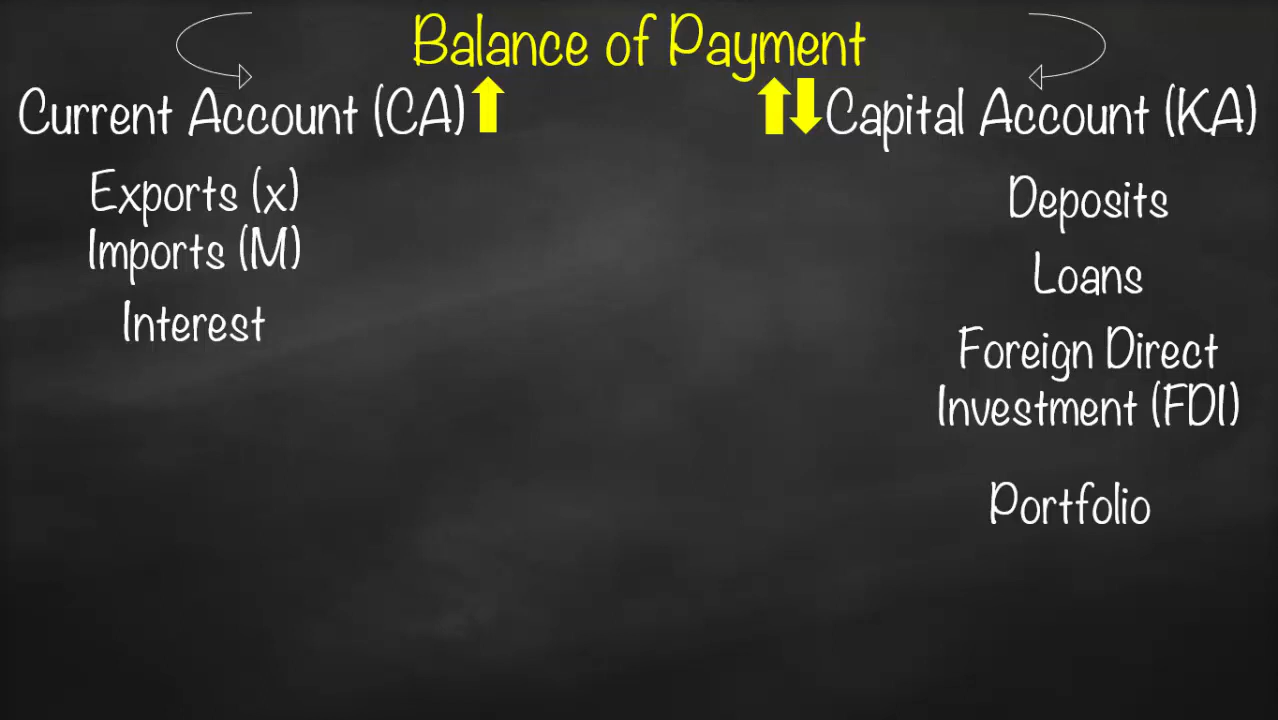 Balance of Payment
Current Account (CA)
Exports (x)
Imports (M)
Interest
Capital Account (KA)
Deposits
Loans
Foreign Direct
Investment (FDI)
Portfolio